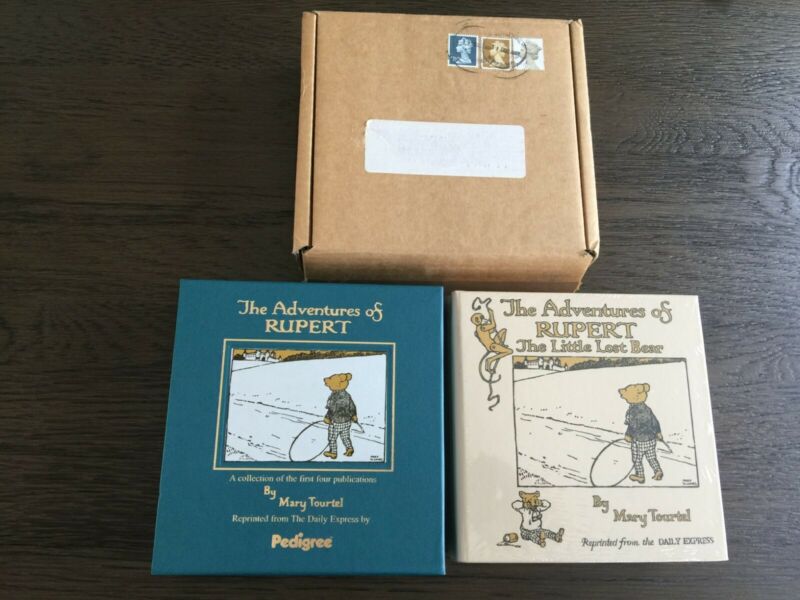 The Adventures of
RUPERT
A collection of the first four publications
By
Mary Tourtel
Reprinted from The Daily Express by
Pedigree
The Adventures of
RUPERT
The Little Lost Bear
By
Mary Tourtel
Reprinted from the DAILY EXPRESS